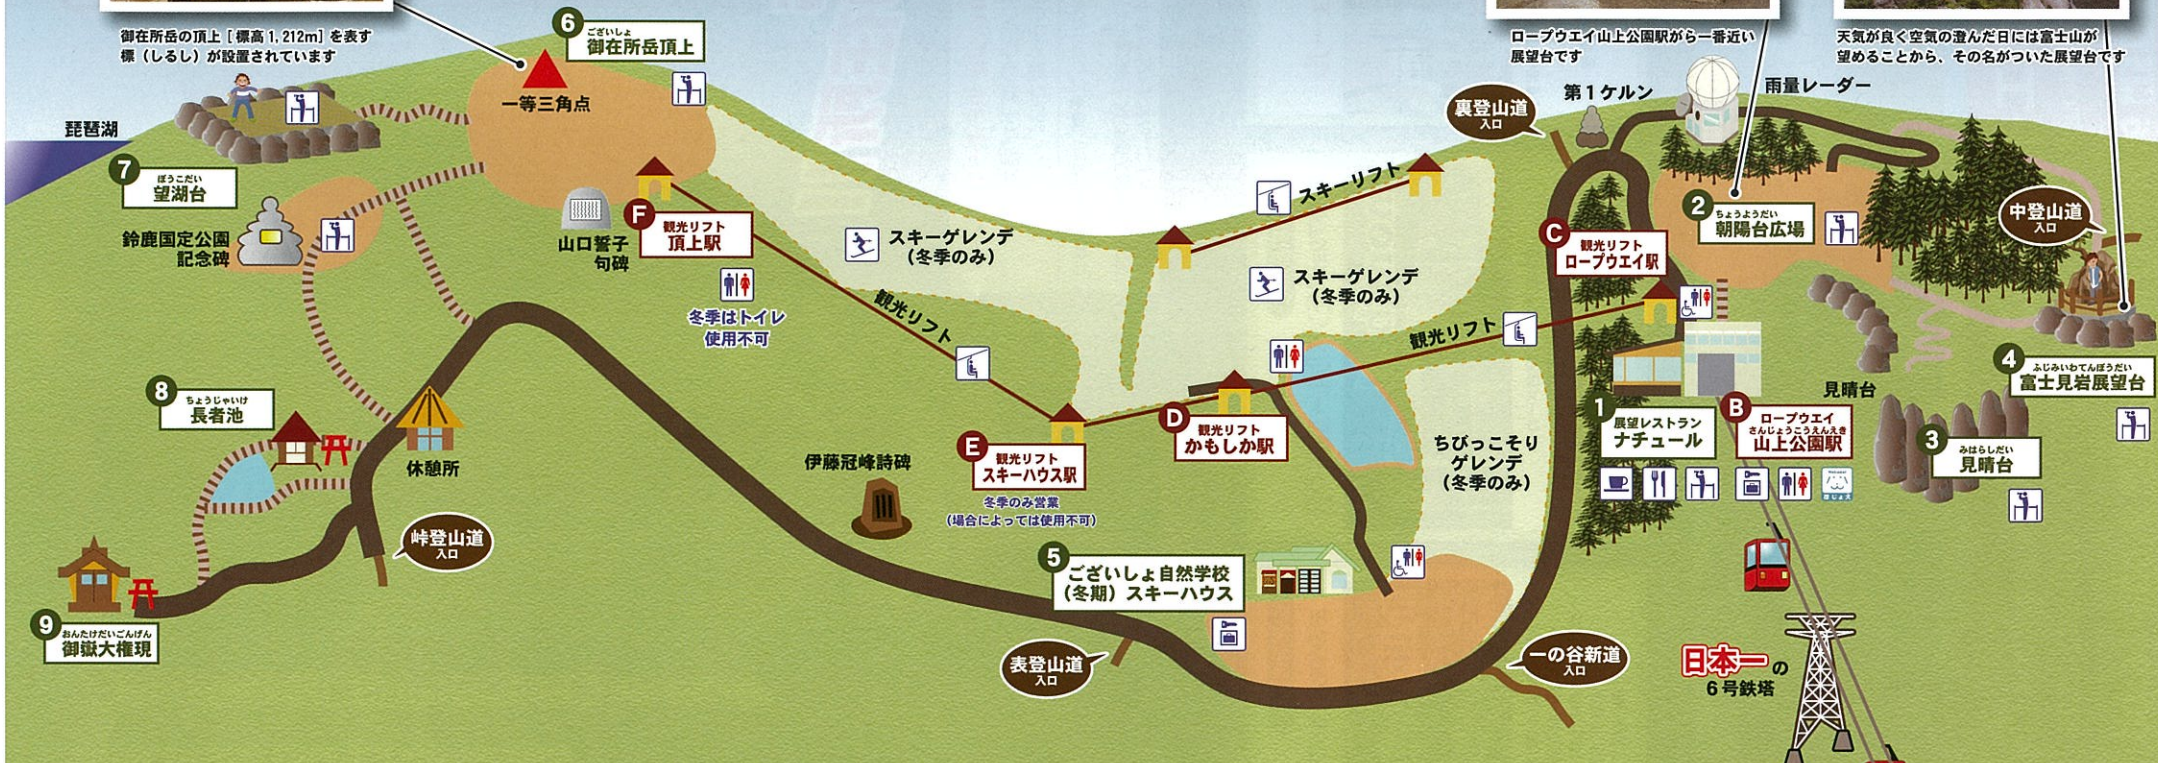 御在所岳の頂上［標高1,212m］を表す
標（しるし）が設置されています
6
ございしょ
御在所岳頂上
一等三角点
琵琶湖
7
ぼうこだい
望湖台
鈴鹿国定公園
記念碑
山口誓子
句碑
F
観光リフト
頂上駅
冬季はトイレ
使用不可
スキーゲレンデ
（冬季のみ）
観光リフト
スキーリフト
スキーゲレンデ
（冬季のみ）
観光リフト
ロープウエイ山上公園駅がら一番近い
展望台です
天気が良く空気の澄んだ日には富士山が
望めることから、その名がついた展望台です
裏登山道
入口
第1ケルン
雨量レーダー
2
ちょうようだい
朝陽台広場
中登山道
入口
C
観光リフト
ロープウエイ駅
4
ふじみいわてんぼうだい
富士見岩展望台
見晴台
1
展望レストラン
ナチュール
B
ロープウエイ
さんじょうこうえんえき
山上公園駅
3
みはらしだい
見晴台
8
ちょうじゃいけ
長者池
休憩所
伊藤冠峰詩碑
E
観光リフト
スキーハウス駅
冬季のみ営業
（場合によっては使用不可）
D
観光リフト
かもしか駅
ちびっこそり
ゲレンデ
（冬季のみ）
峠登山道
入口
5
ございしょ自然学校
（冬期）スキーハウス
9
おんたけだいごんげん
御嶽大権現
表登山道
入口
一の谷新道
入口
日本一の
6号鉄塔